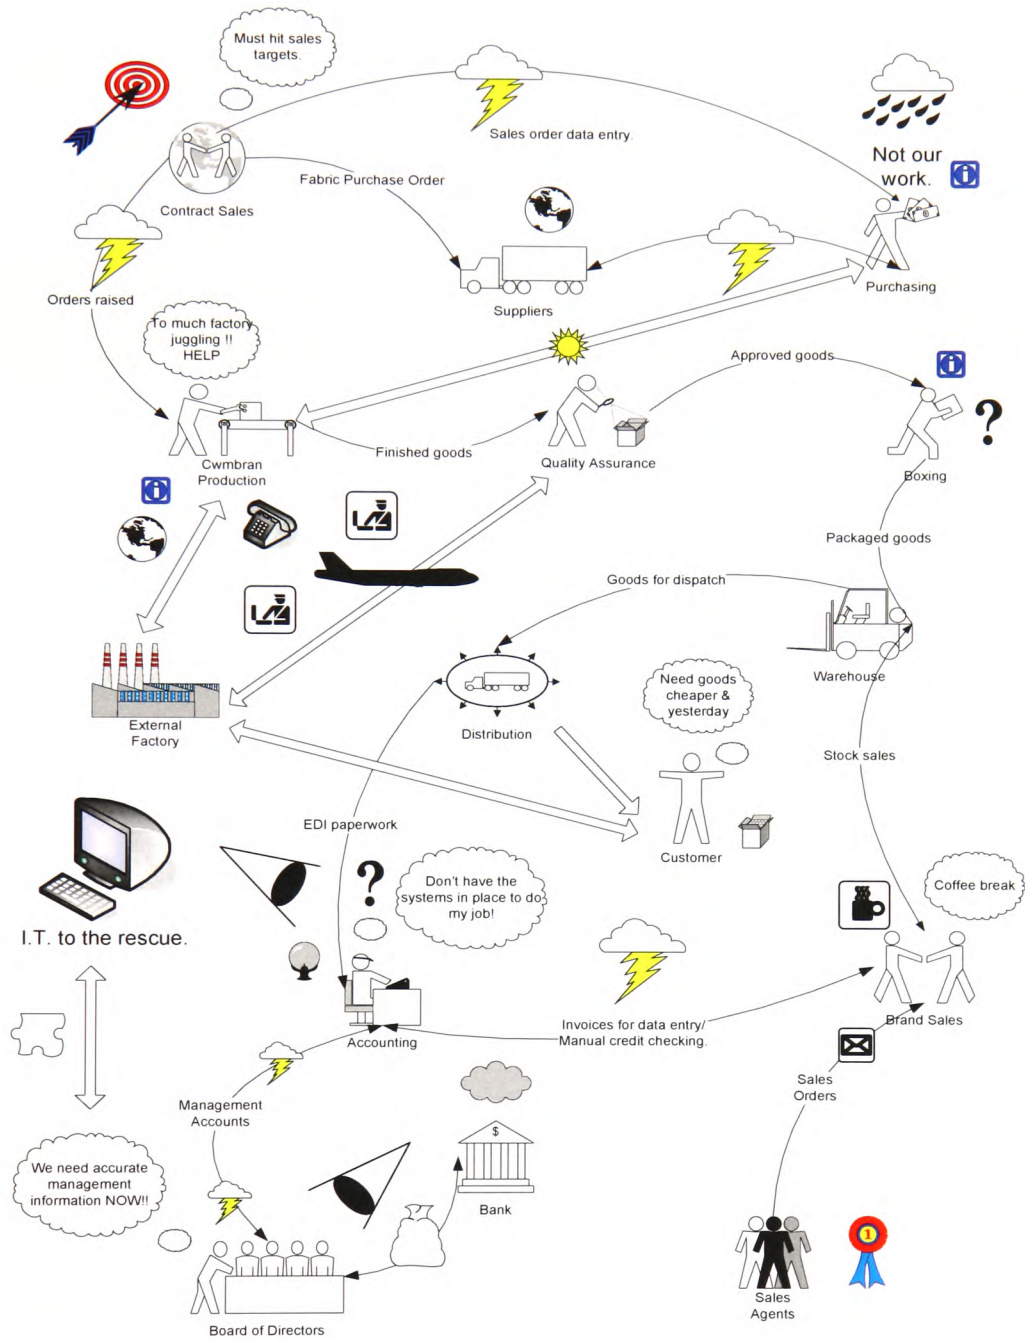 Must hit sales
targets.
Sales order data entry.
Not our
work.
Fabric Purchase Order
Contract Sales
Purchasing
Orders raised
Suppliers
To much factory
juggling !!
HELP
Approved goods
?
Finished goods
Cwmbran
Production
Quality Assurance
Boxing
Packaged goods
Goods for dispatch
Warehouse
Need goods
cheaper &
yesterday
External
Factory
Distribution
Stock sales
EDI paperwork
Customer
?
Don't have the
systems in place to do
my job!
Coffee break
I.T. to the rescue.
Accounting
Invoices for data entry/
Manual credit checking.
Brand Sales
Sales
Orders
Management
Accounts
$
We need accurate
management
information NOW!!
Bank
1
Sales
Agents
Board of Directors